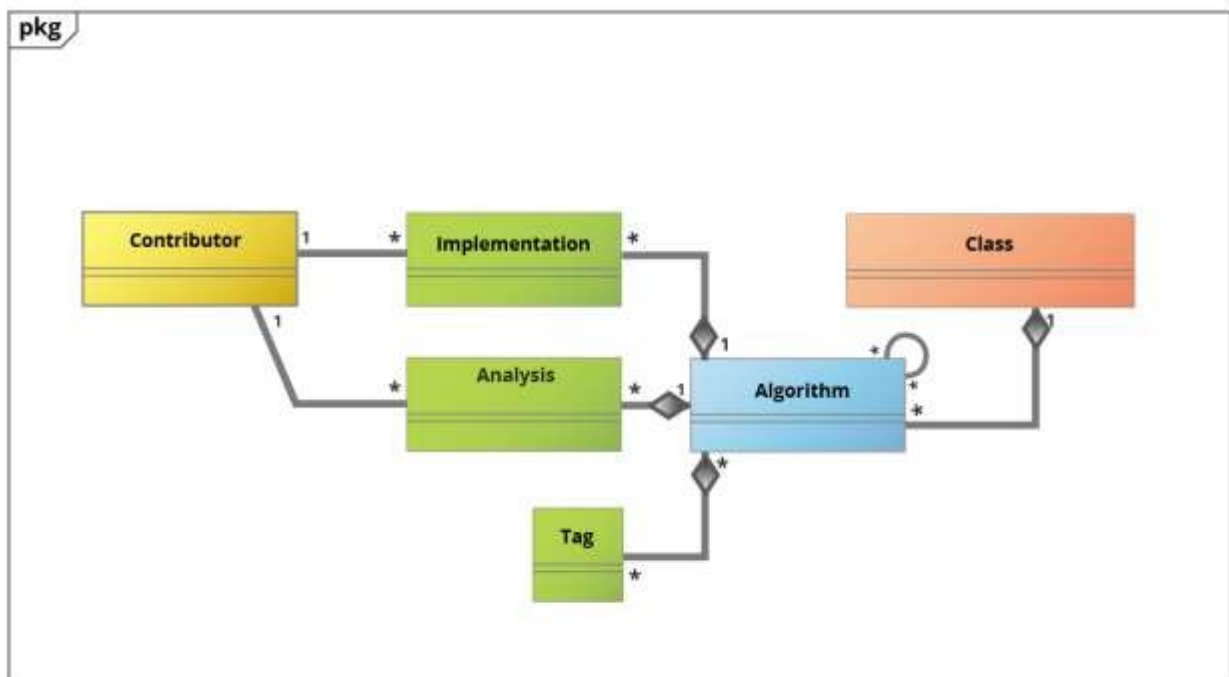 pkg
Contributor
1
*
Implementation
*
1
Class
1
1
*
Analysis
*
1
Algorithm
*
*
*
*
Tag
*